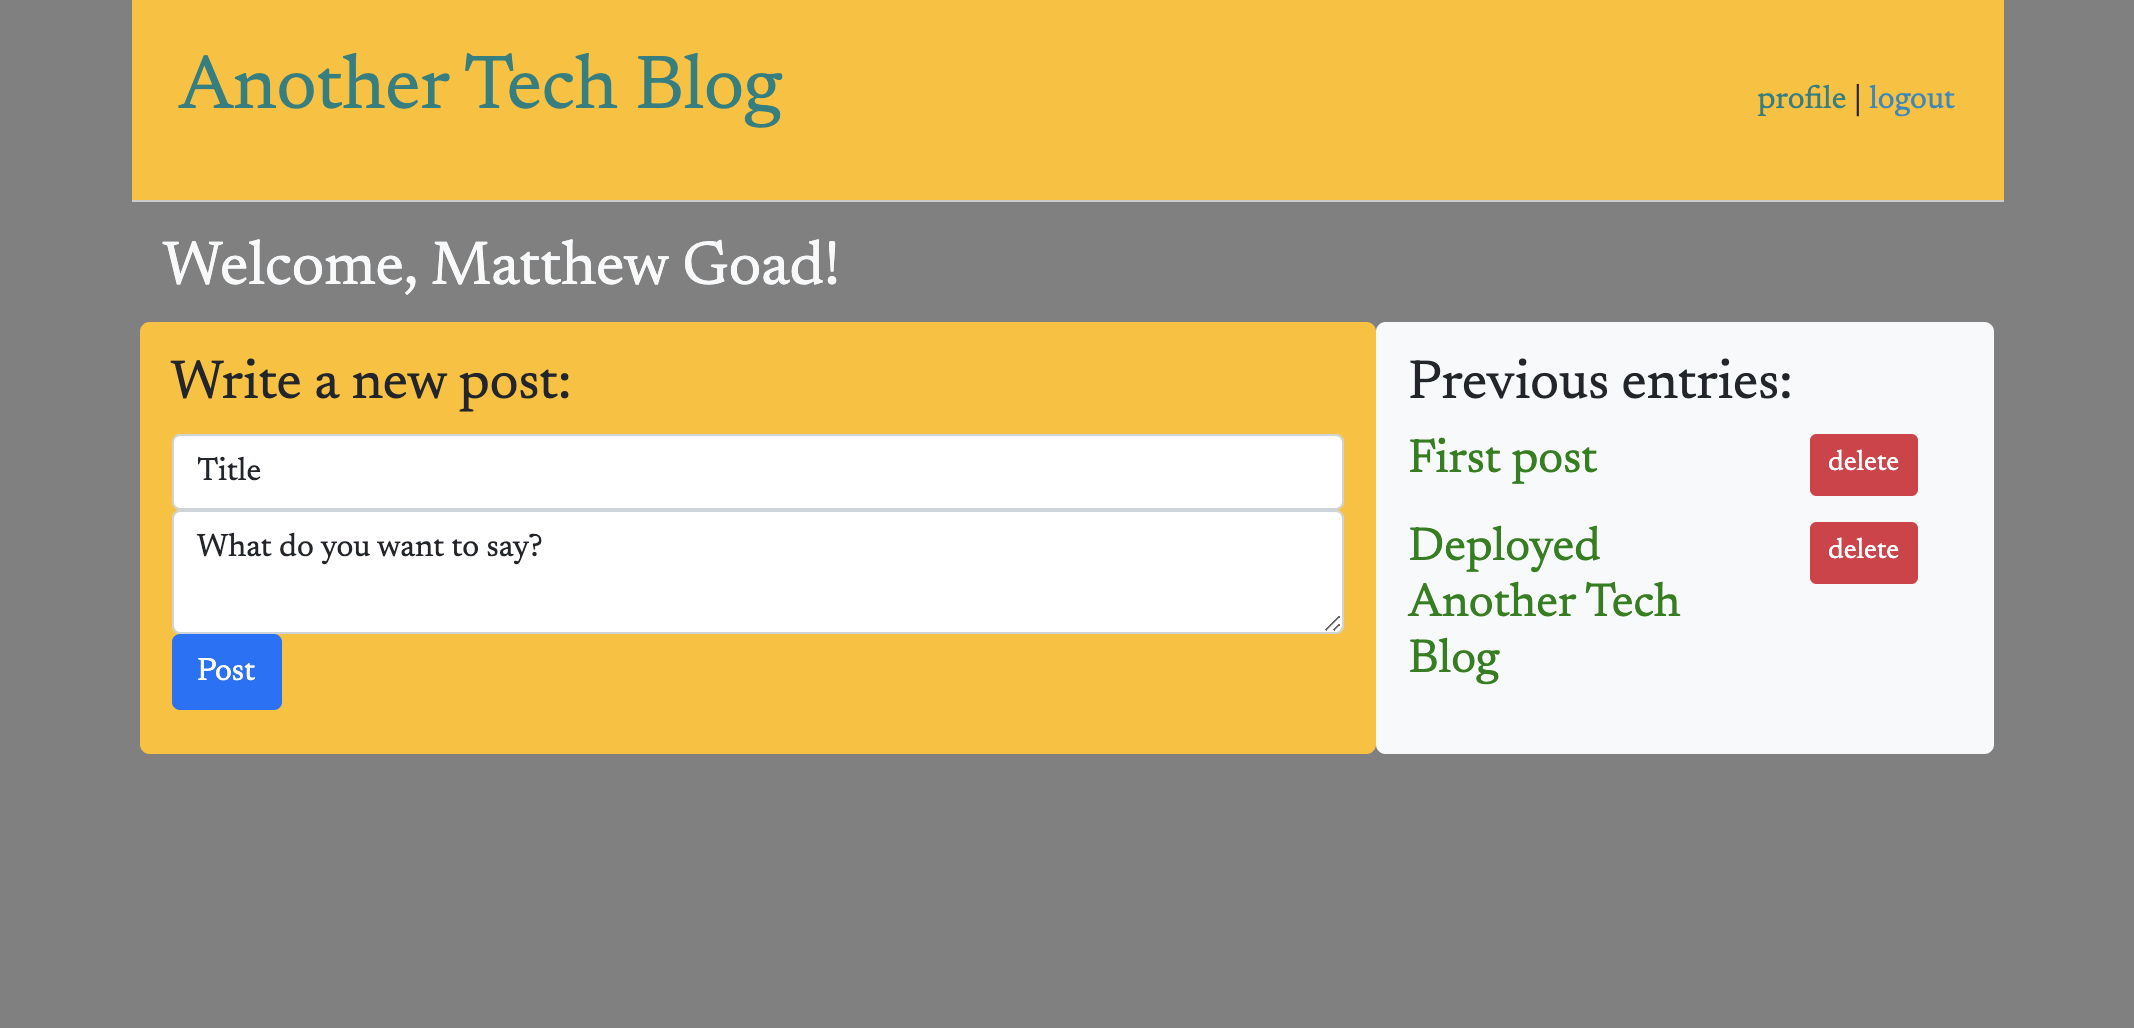 Another Tech Blog
profile | logout
Welcome, Matthew Goad!
Write a new post:
Title
What do you want to say?
Post
Previous entries:
First post
delete
Deployed
Another Tech
Blog
delete